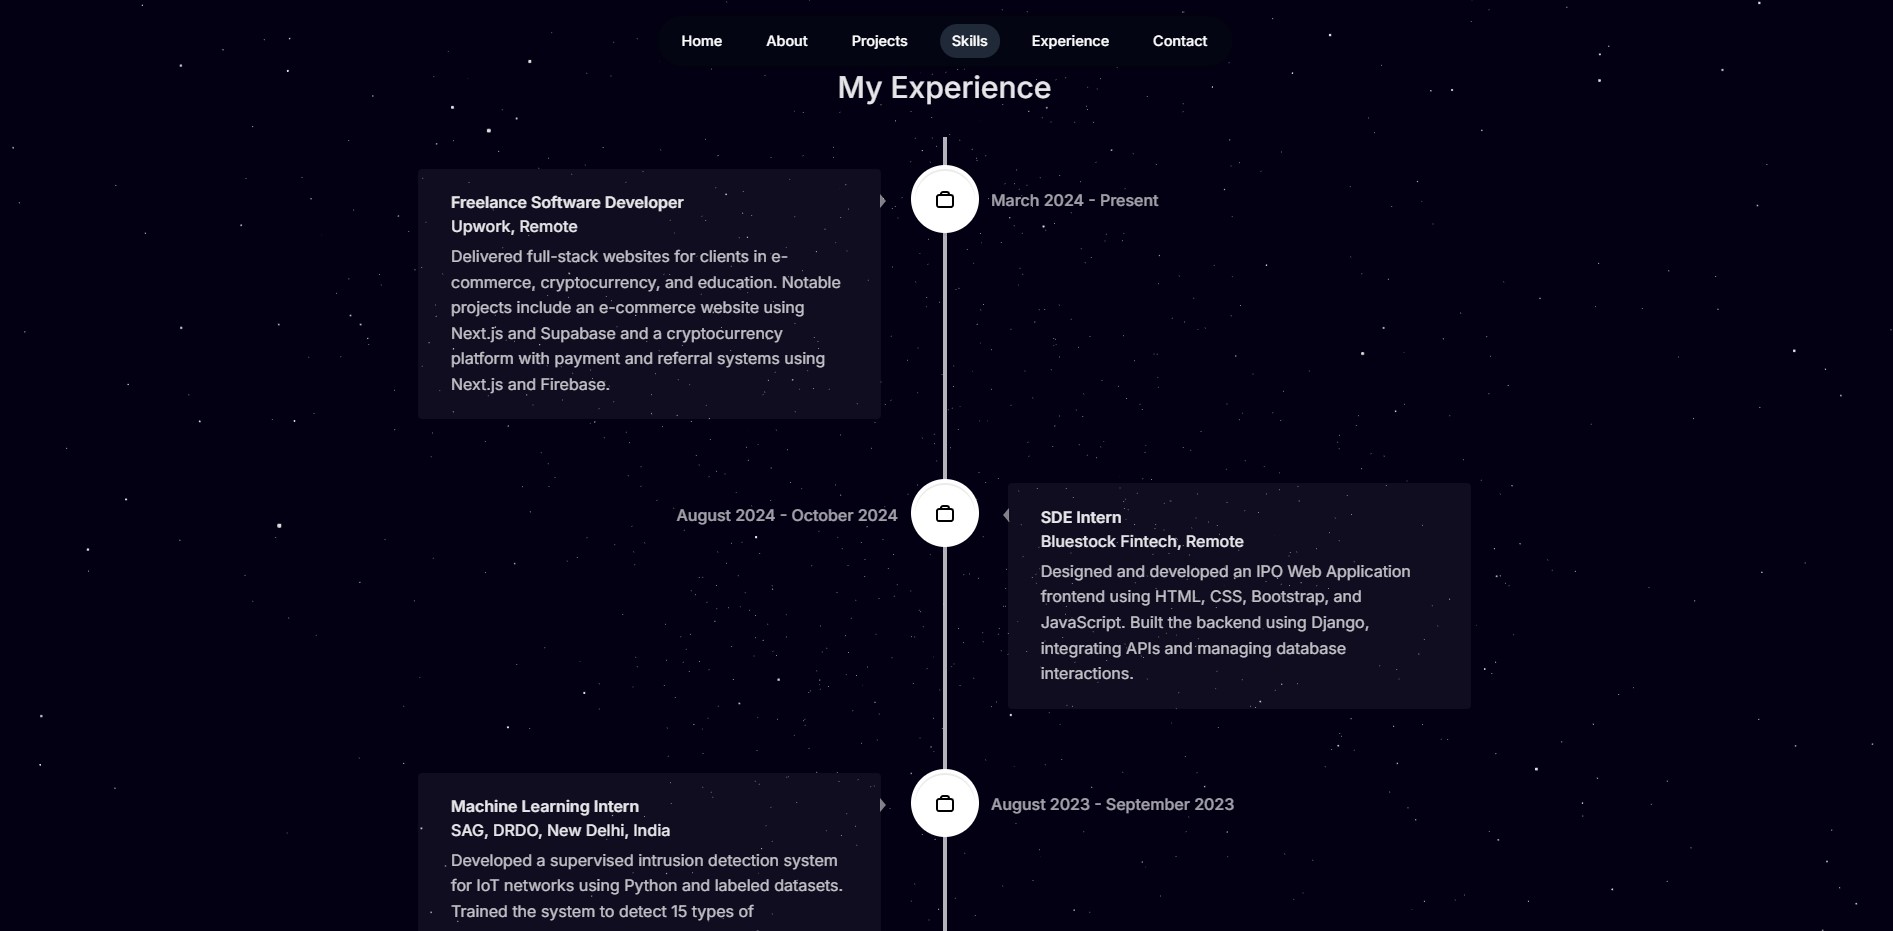 Home About Projects Skills Experience Contact
My Experience
Freelance Software Developer
Upwork, Remote
Delivered full-stack websites for clients in e-
commerce, cryptocurrency, and education. Notable
projects include an e-commerce website using
Next.js and Supabase and a cryptocurrency
platform with payment and referral systems using
Next.js and Firebase.
March 2024 - Present
August 2024 - October 2024
SDE Intern
Bluestock Fintech, Remote
Designed and developed an IPO Web Application
frontend using HTML, CSS, Bootstrap, and
JavaScript. Built the backend using Django,
integrating APIs and managing database
interactions.
Machine Learning Intern
SAG, DRDO, New Delhi, India
Developed a supervised intrusion detection system
for IoT networks using Python and labeled datasets.
Trained the system to detect 15 types of
August 2023 - September 2023